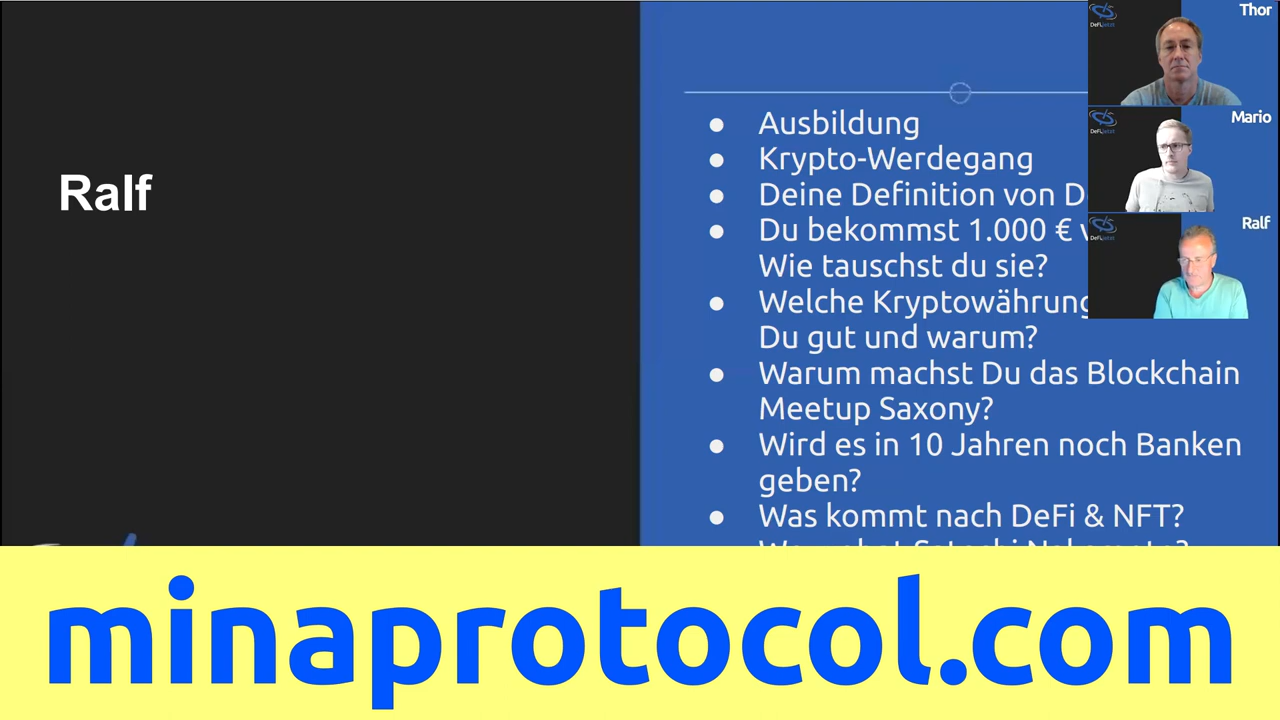 Ralf
● Ausbildung
● Krypto-Werdegang
● Deine Definition von D
● Du bekommst 1.000 €
Wie tauschst du sie?
● Welche Kryptowährung
Du gut und warum?
● Warum machst Du das Blockchain
Meetup Saxony?
● Wird es in 10 Jahren noch Banken
geben?
● Was kommt nach DeFi & NFT?
Thor
Mario
Ralf
minaprotocol.com